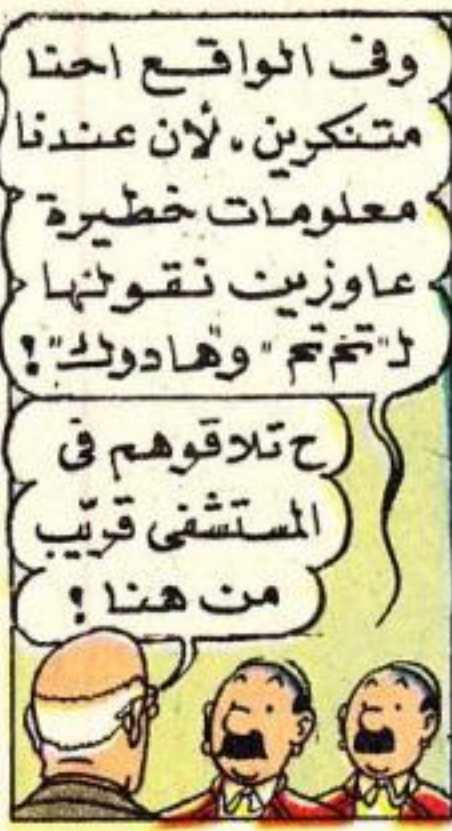 وفى الواقع احنا
متنكرين، لأن عندنا
معلومات خطيرة
عاوزين نقولها
لـ"تم تم" وهادوك"!
ح تلاقوهم فى
المستشفى قريّب
من هنا!